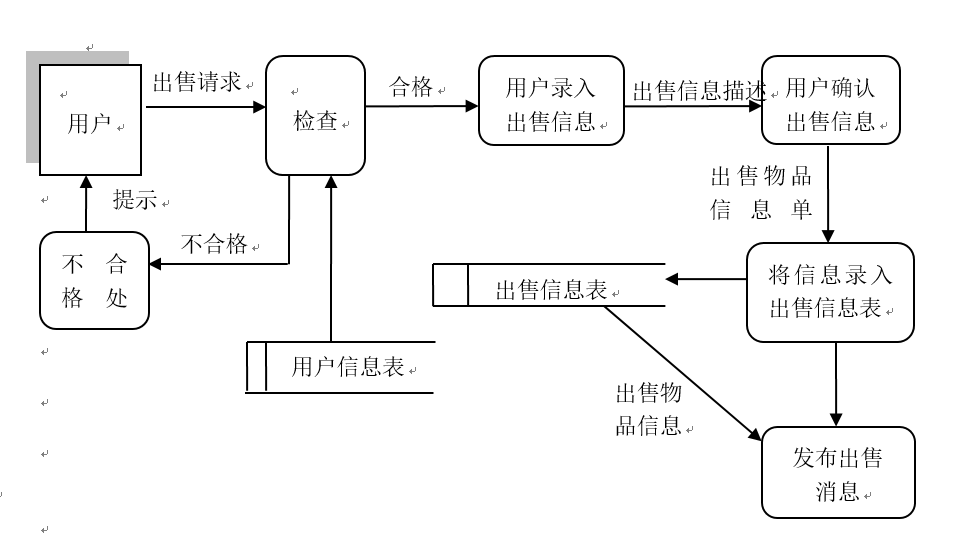 出售请求
用户
检查
合格
用户录入
出售信息
出售信息描述
用户确认
出售信息
提示
出售物品
信息单
不合格
不合
格处
将信息录入
出售信息表
出售信息表
用户信息表
出售物
品信息
发布出售
消息